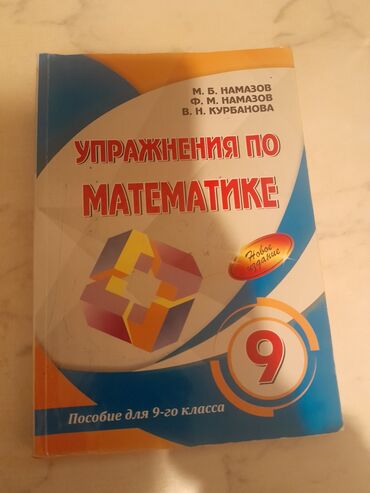 М. Б. НАМАЗОВ
Ф. М. НАМАЗОВ
В. Н. КУРБАНОВА
УПРАЖНЕНИЯ ПО
МАТЕМАТИКЕ
Новое
издание
9
Пособие для 9-го класса